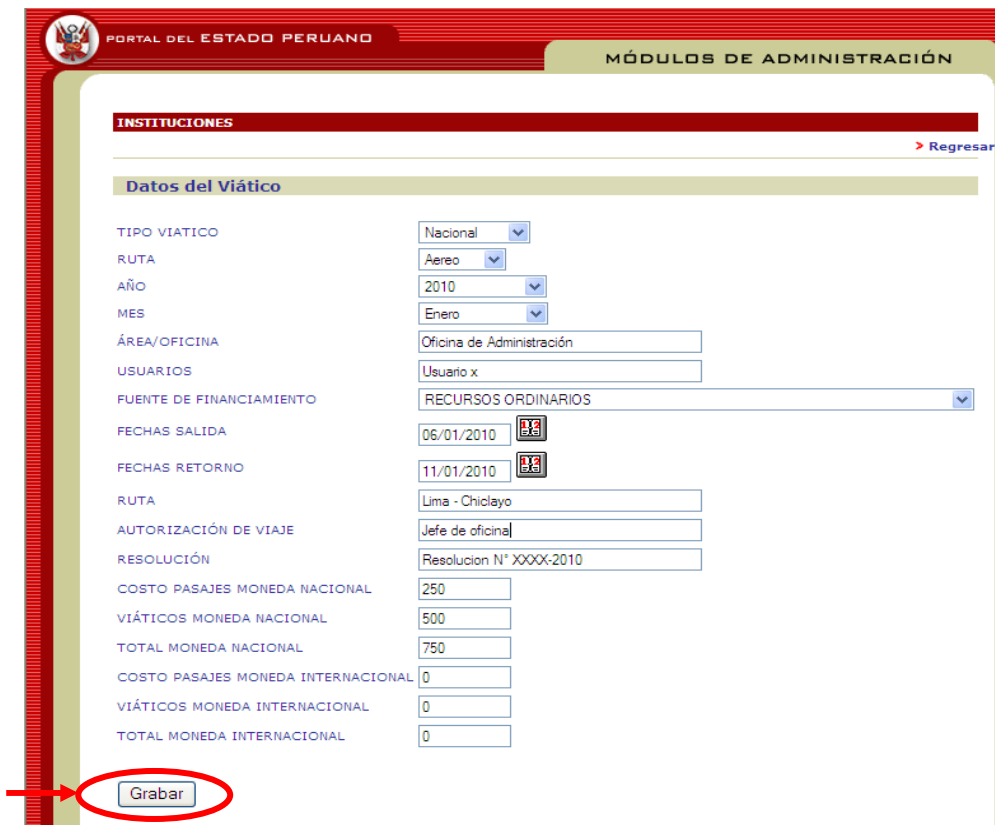 PORTAL DEL ESTADO PERUANO
MÓDULOS DE ADMINISTRACIÓN
INSTITUCIONES
> Regresar
Datos del Viático
TIPO VIATICO Nacional
RUTA Aereo
AÑO 2010
MES Enero
ÁREA/OFICINA Oficina de Administración
USUARIOS Usuario x
FUENTE DE FINANCIAMIENTO RECURSOS ORDINARIOS
FECHAS SALIDA 06/01/2010
FECHAS RETORNO 11/01/2010
RUTA Lima - Chiclayo
AUTORIZACIÓN DE VIAJE Jefe de oficina
RESOLUCIÓN Resolucion N° XXXX-2010
COSTO PASAJES MONEDA NACIONAL 250
VIÁTICOS MONEDA NACIONAL 500
TOTAL MONEDA NACIONAL 750
COSTO PASAJES MONEDA INTERNACIONAL 0
VIÁTICOS MONEDA INTERNACIONAL 0
TOTAL MONEDA INTERNACIONAL 0
Grabar